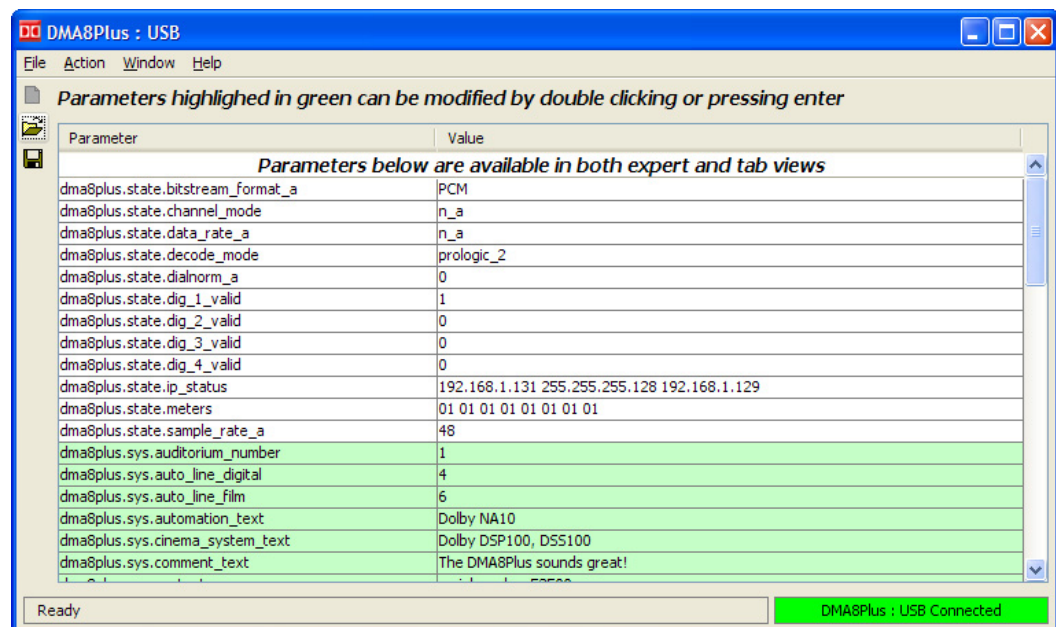 DMA8Plus : USB
File Action Window Help
Parameters highlighed in green can be modified by double clicking or pressing enter
Parameter Value
Parameters below are available in both expert and tab views
dma8plus.state.bitstream_format_a PCM
dma8plus.state.channel_mode n_a
dma8plus.state.data_rate_a n_a
dma8plus.state.decode_mode prologic_2
dma8plus.state.dialnorm_a 0
dma8plus.state.dig_1_valid 1
dma8plus.state.dig_2_valid 0
dma8plus.state.dig_3_valid 0
dma8plus.state.dig_4_valid 0
dma8plus.state.ip_status 192.168.1.131 255.255.255.128 192.168.1.129
dma8plus.state.meters 01 01 01 01 01 01 01 01
dma8plus.state.sample_rate_a 48
dma8plus.sys.auditorium_number 1
dma8plus.sys.auto_line_digital 4
dma8plus.sys.auto_line_film 6
dma8plus.sys.automation_text Dolby NA10
dma8plus.sys.cinema_system_text Dolby DSP100, DSS100
dma8plus.sys.comment_text The DMA8Plus sounds great!
Ready DMA8Plus : USB Connected